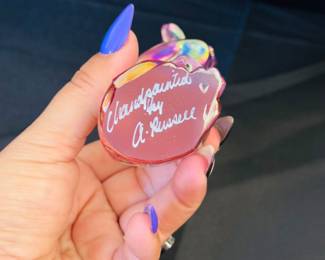 Handpainted
by
A. Russell